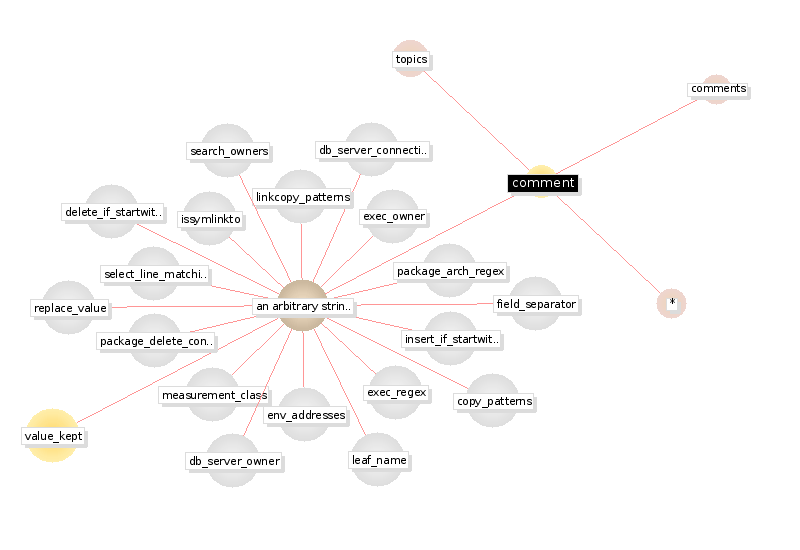 topics
comments
search_owners
db_server_connecti..
comment
linkcopy_patterns
delete_if_startwit..
issymlinkto
exec_owner
select_line_matchi..
package_arch_regex
replace_value
an arbitrary strin..
field_separator
*
package_delete_con..
insert_if_startwit..
measurement_class
exec_regex
copy_patterns
env_addresses
value_kept
db_server_owner
leaf_name